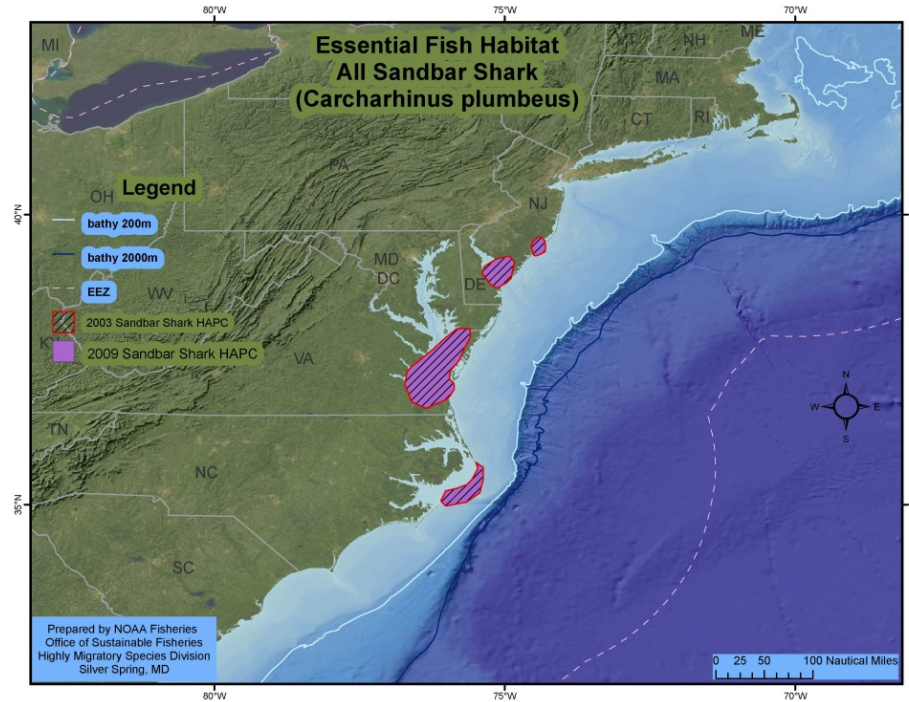 80°W
75°W
70°W
Essential Fish Habitat
All Sandbar Shark
(Carcharhinus plumbeus)
MI
VT
NH
ME
MA
CT
RI
PA
OH
NJ
40°N
40°N
Legend
bathy 200m
bathy 2000m
EEZ
2003 Sandbar Shark HAPC
2009 Sandbar Shark HAPC
MD
DC
DE
WV
KY
VA
TN
NC
SC
N
W
E
S
35°N
35°N
Prepared by NOAA Fisheries
Office of Sustainable Fisheries
Highly Migratory Species Division
Silver Spring, MD
0 25 50 100 Nautical Miles
80°W
75°W
70°W